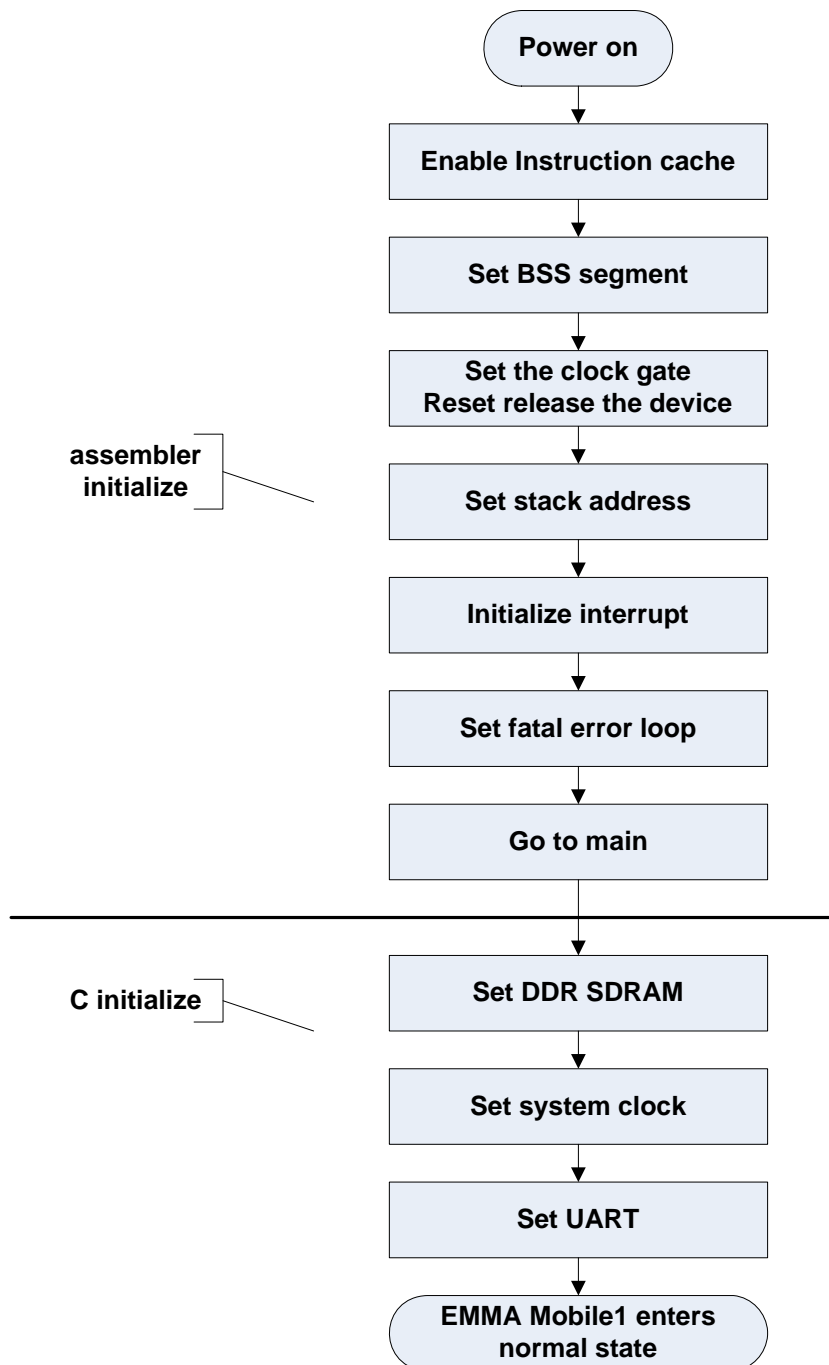 Power on
Enable Instruction cache
Set BSS segment
Set the clock gate
Reset release the device
assembler
initialize
Set stack address
Initialize interrupt
Set fatal error loop
Go to main
C initialize
Set DDR SDRAM
Set system clock
Set UART
EMMA Mobile1 enters
normal state